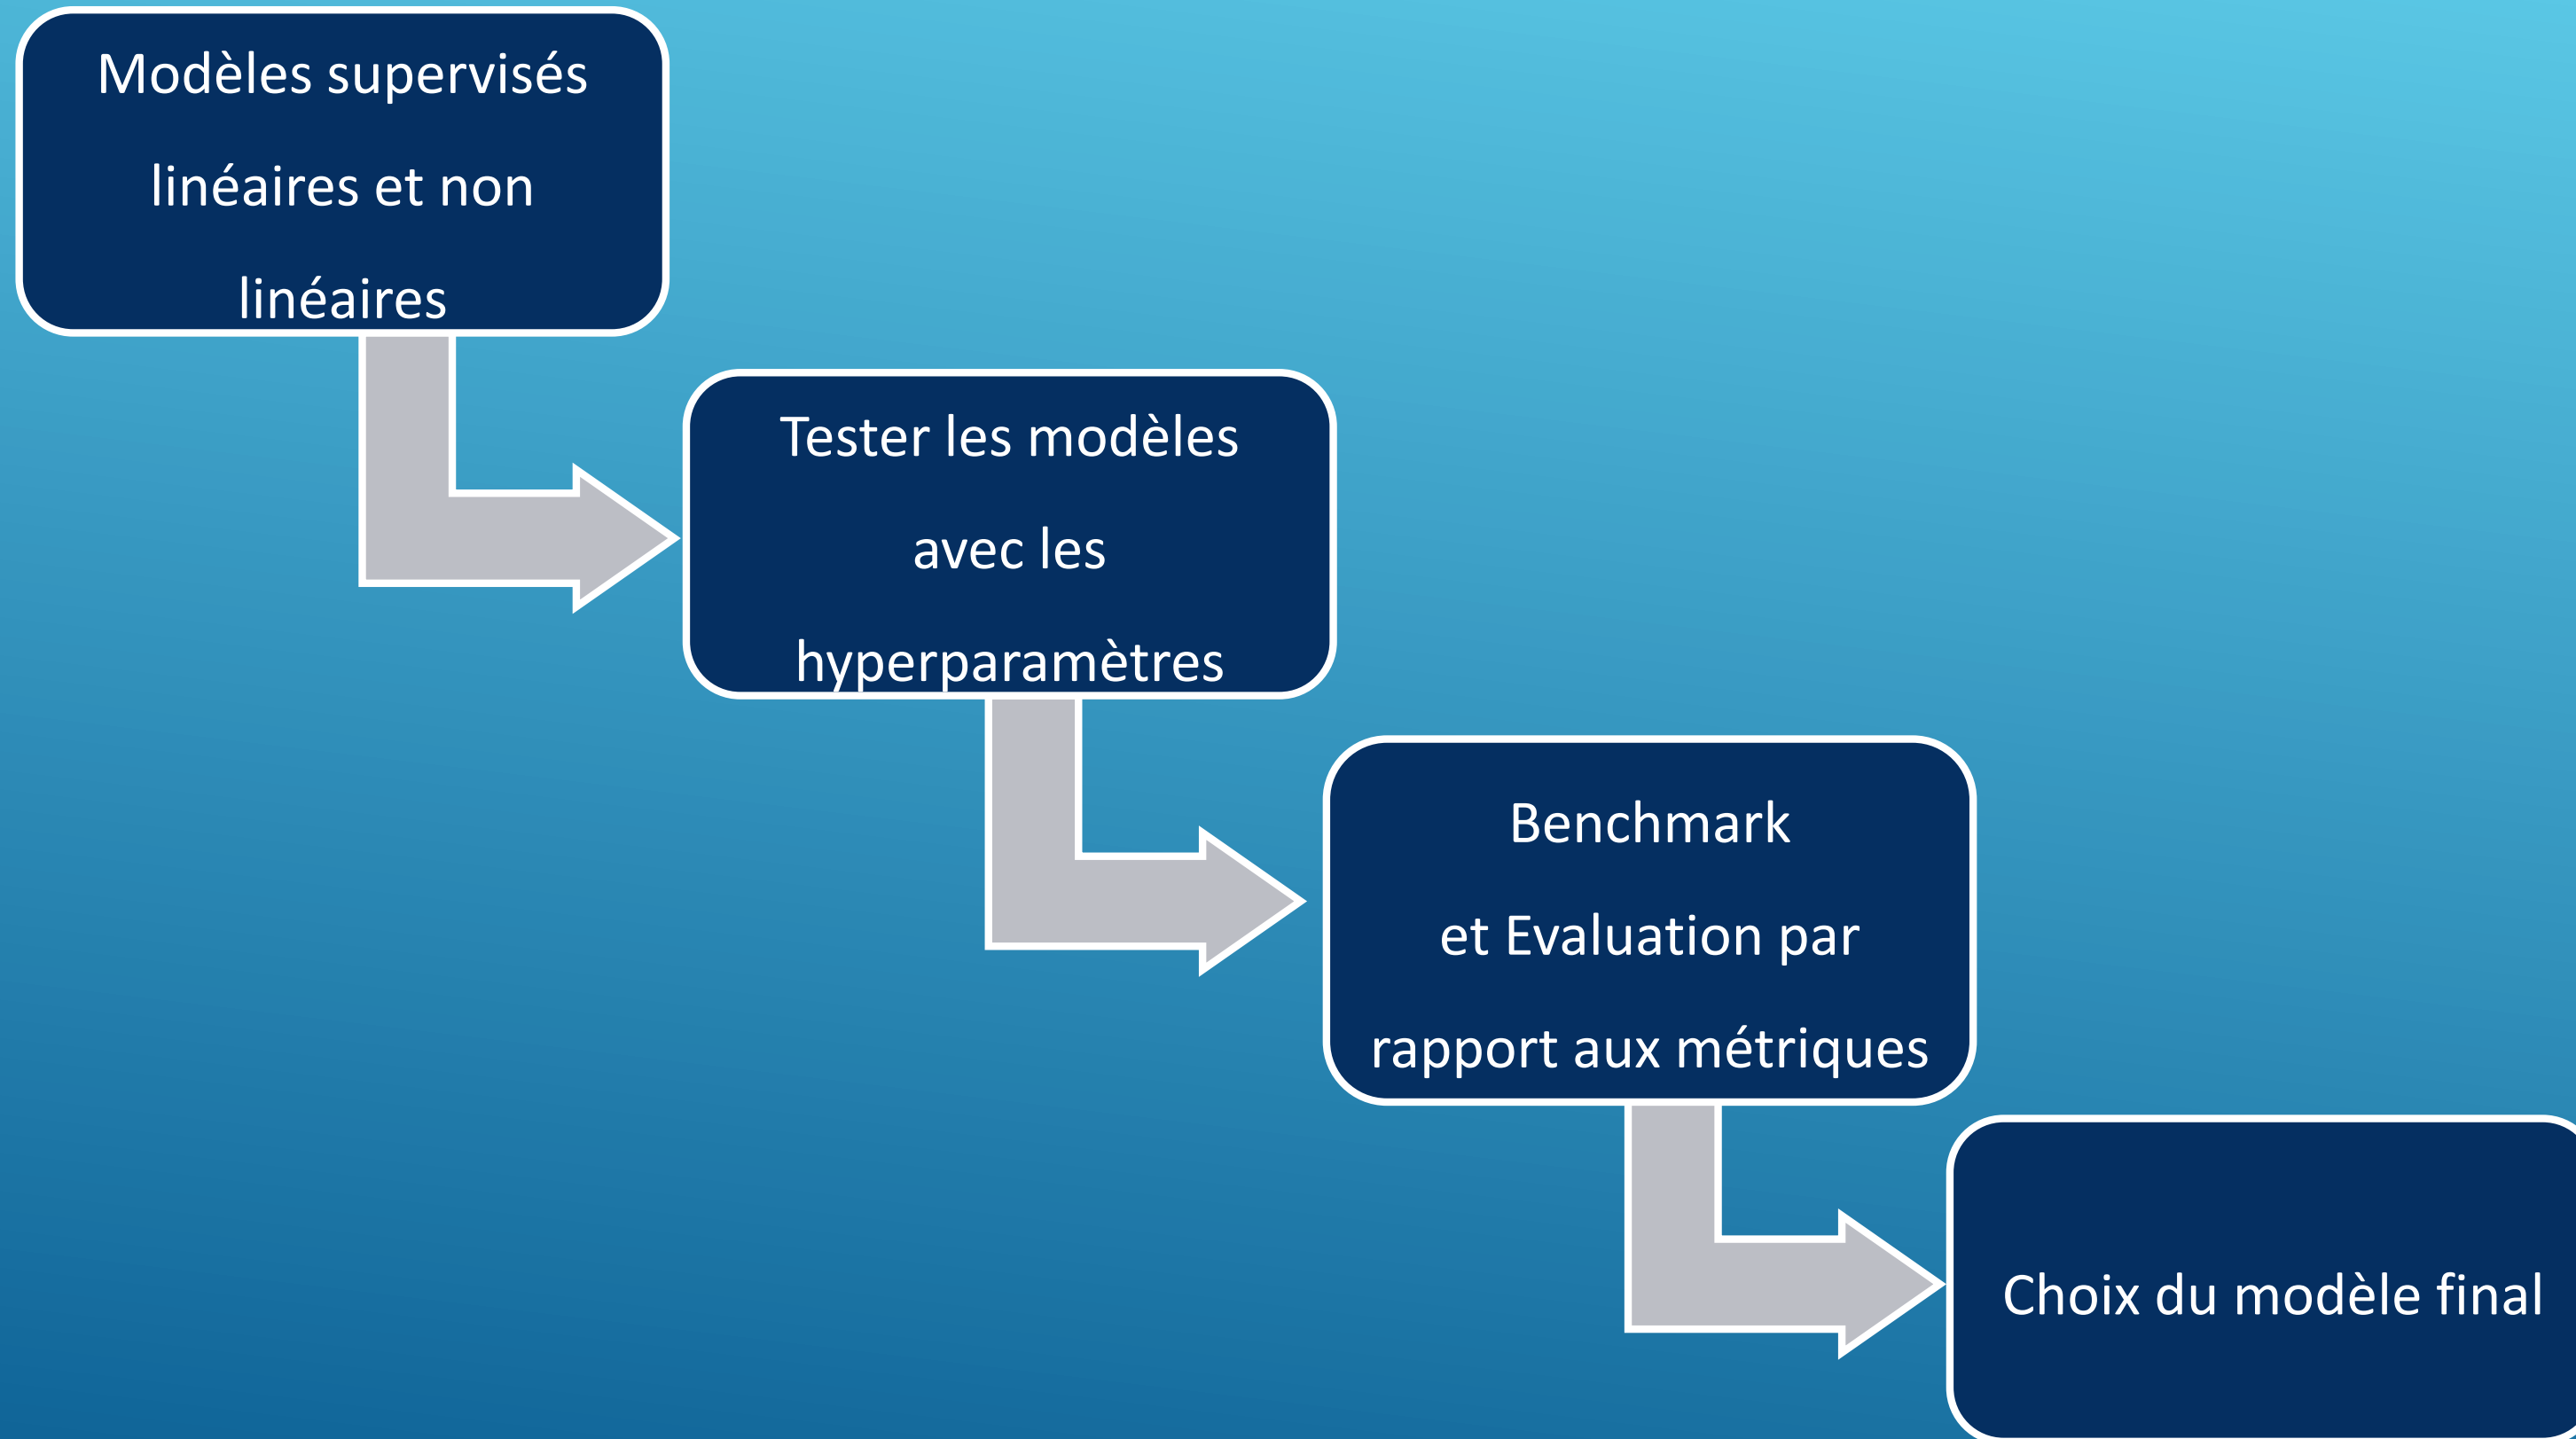 Modèles supervisés
linéaires et non
linéaires
Tester les modèles
avec les
hyperparamètres
Benchmark
et Evaluation par
rapport aux métriques
Choix du modèle final